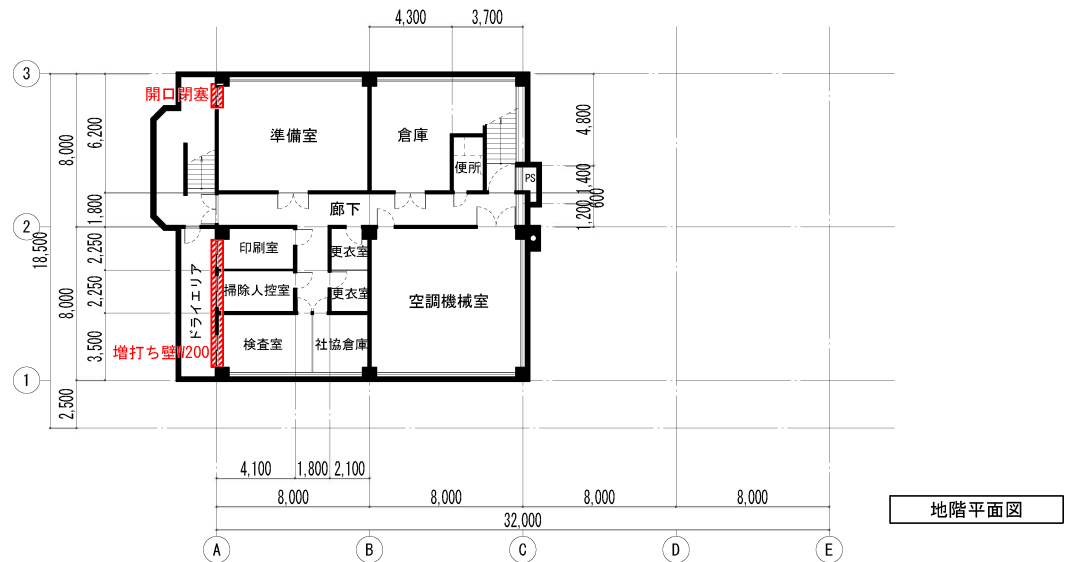 4,300
3,700
3
開口閉塞
準備室
倉庫
便所
PS
8,000
6,200
4,800
1,400
600
1,200
1,800
廊下
2
18,500
2,250
印刷室
更衣室
ドライエリア
2,250
掃除人控室
更衣室
空調機械室
8,000
3,500
検査室
社協倉庫
増打ち壁W200
1
2,500
4,100
1,800
2,100
8,000
8,000
8,000
8,000
32,000
地階平面図
A
B
C
D
E